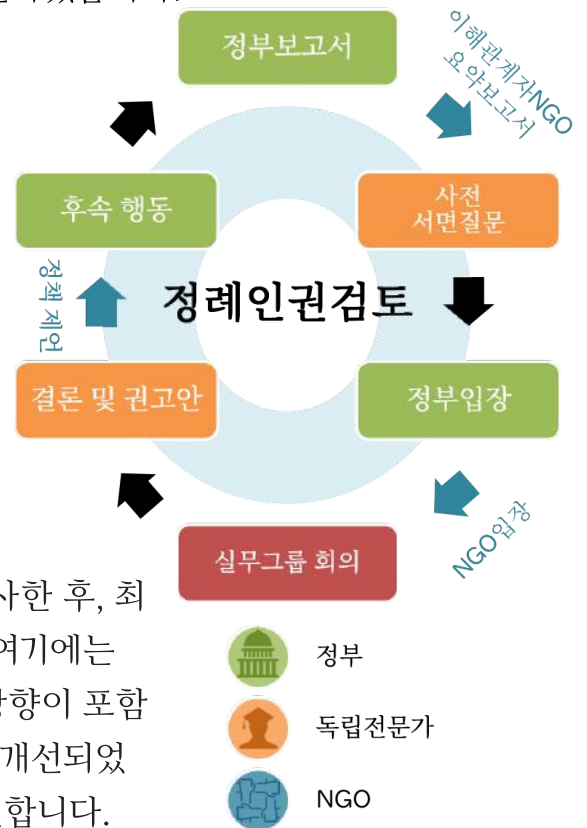 정부보고서
이해관계자NGO
요약보고서
후속 행동
사전
서면질문
정례인권검토
정책 제언
결론 및 권고안
정부입장
NGO입장
실무그룹 회의
사한 후, 최
여기에는
향이 포함
개선되었
합니다.
정부
독립전문가
NGO